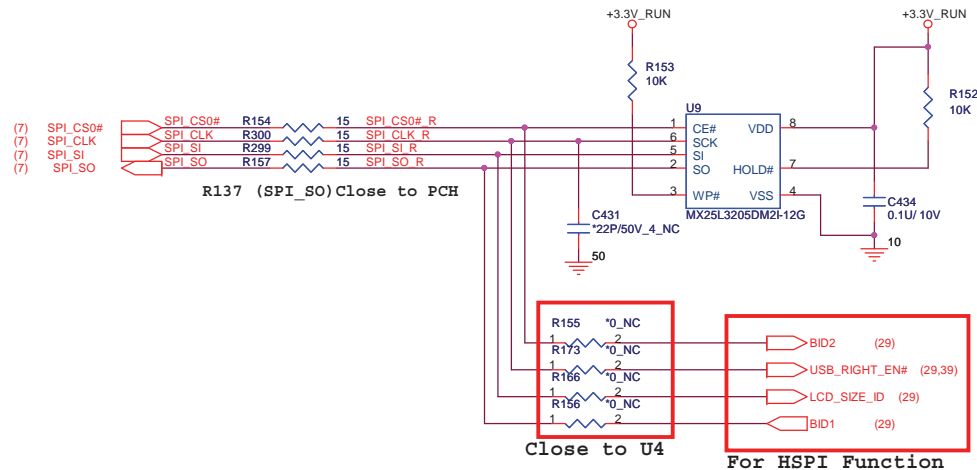 +3.3V_RUN +3.3V_RUN
R153
10K
R152
10K
U9
(7) SPI_CS0# SPI_CS0# R154 15 SPI_CS0#_R 1 CE# VDD 8
(7) SPI_CLK SPI_CLK R300 15 SPI_CLK_R 6 SCK
(7) SPI_SI SPI_SI R299 15 SPI_SI_R 5 SI
(7) SPI_SO SPI_SO R157 15 SPI_SO_R 2 SO HOLD# 7
R137 (SPI_SO)Close to PCH
3 WP# VSS 4
MX25L3205DM2I-12G
C434
0.1U/ 10V
C431
*22P/50V_4_NC
50
10
R155 *0_NC
1 2 BID2 (29)
R173 *0_NC
1 2 USB_RIGHT_EN# (29,39)
R166 *0_NC
1 2 LCD_SIZE_ID (29)
R156 *0_NC
1 2 BID1 (29)
Close to U4
For HSPI Function